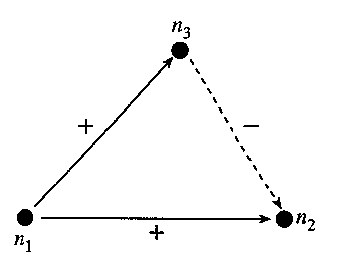 n3
+
−
n2
n1
+